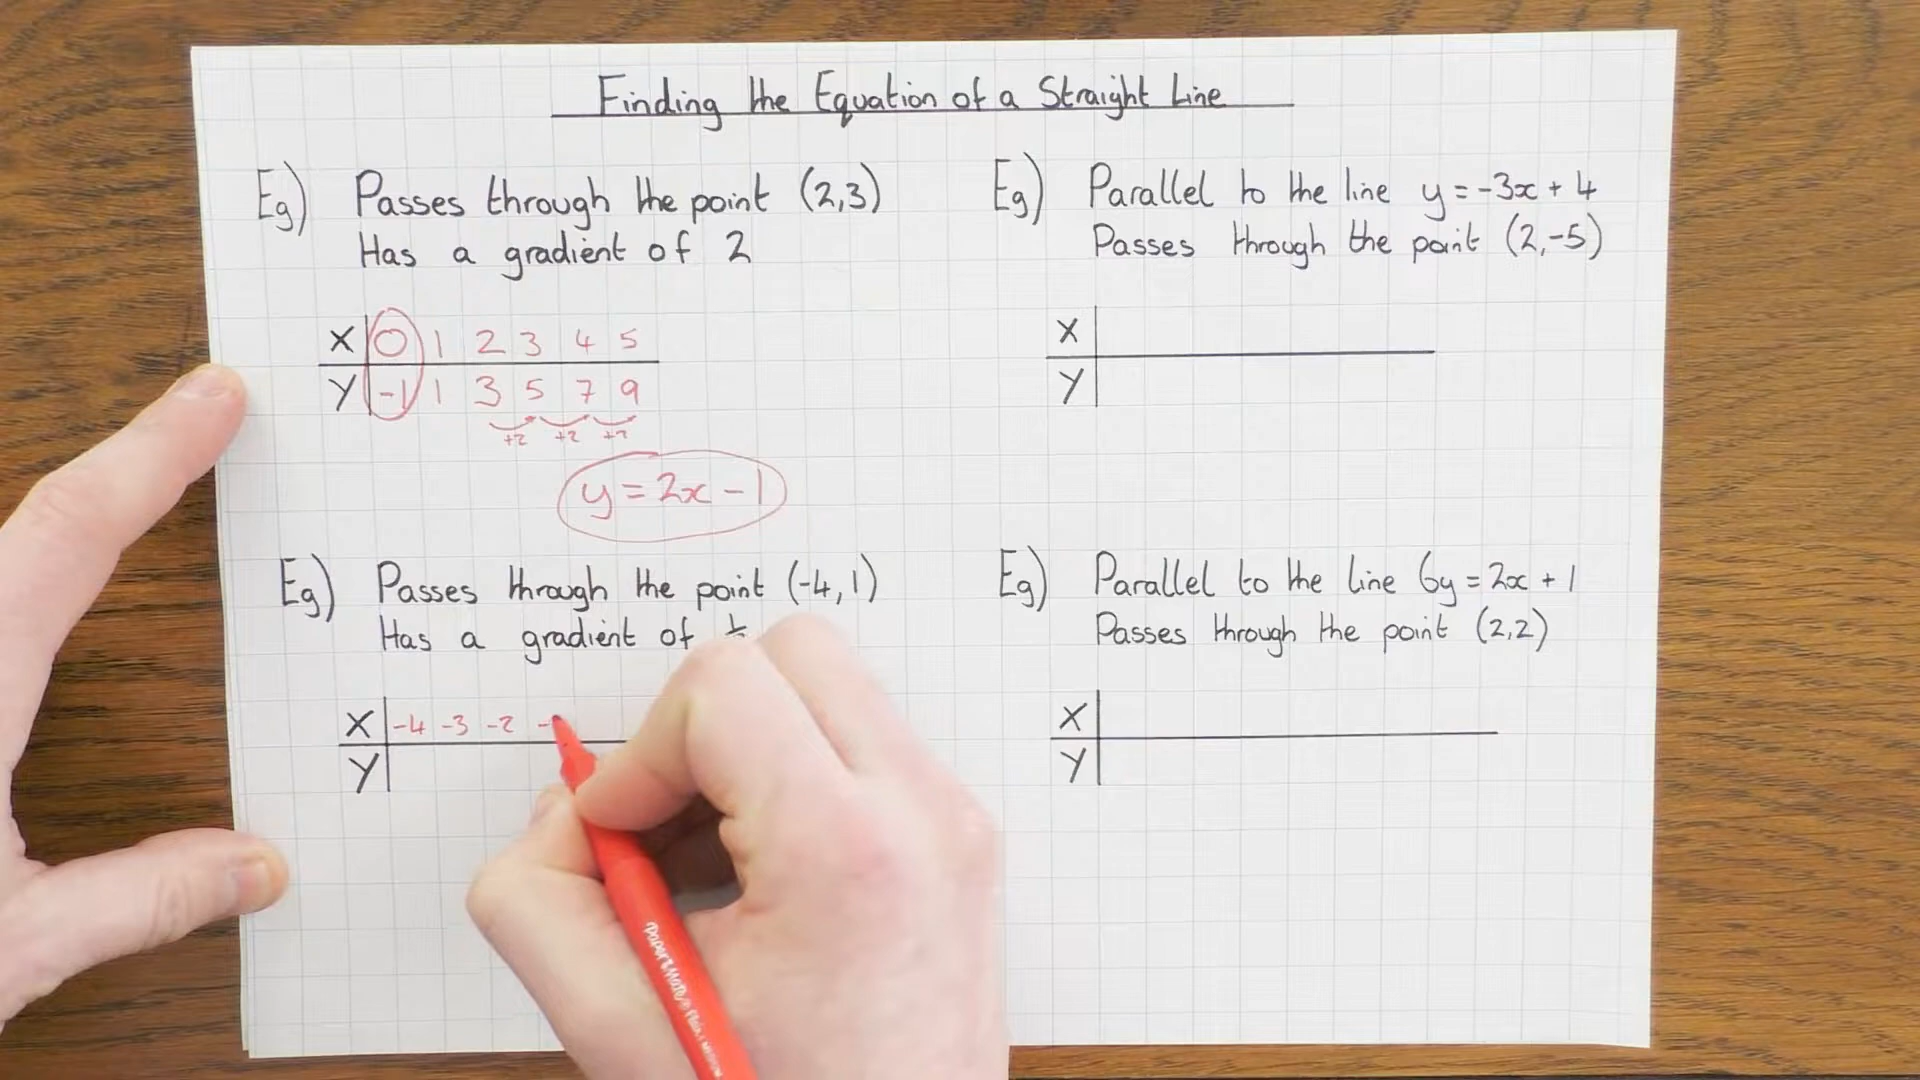 Finding the Equation of a Straight Line
Eg) Passes through the point (2,3)
Has a gradient of 2
X 0 1 2 3 4 5
Y -1 1 3 5 7 9
+2 +2 +2
y = 2x - 1
Eg) Passes through the point (-4,1)
Has a gradient of
X -4 -3 -2
Y
Eg) Parallel to the line y = -3x + 4
Passes through the point (2,-5)
X
Y
Eg) Parallel to the line 6y = 2x + 1
Passes through the point (2,2)
X
Y
Paper Mate Flair